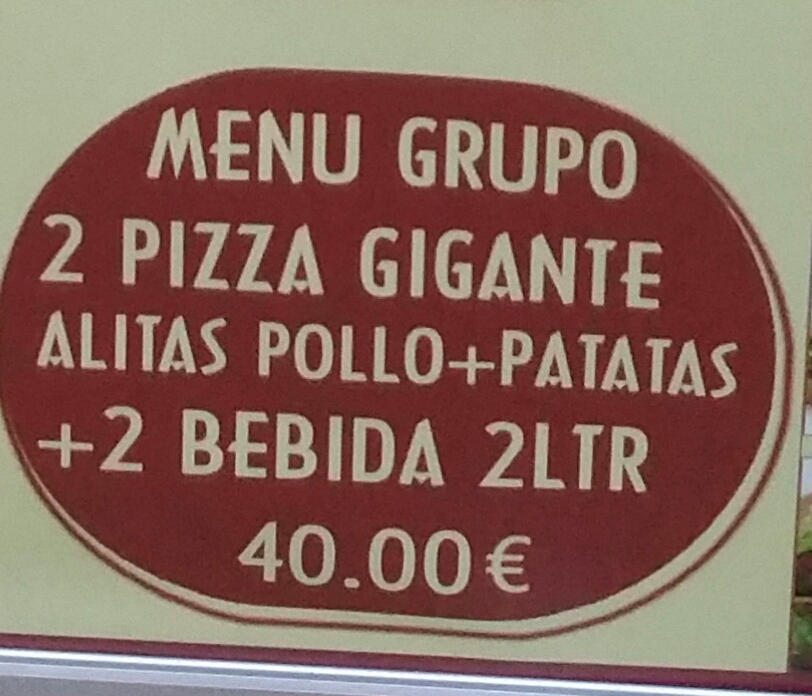 MENU GRUPO
2 PIZZA GIGANTE
ALITAS POLLO+PATATAS
+2 BEBIDA 2LTR
40.00€